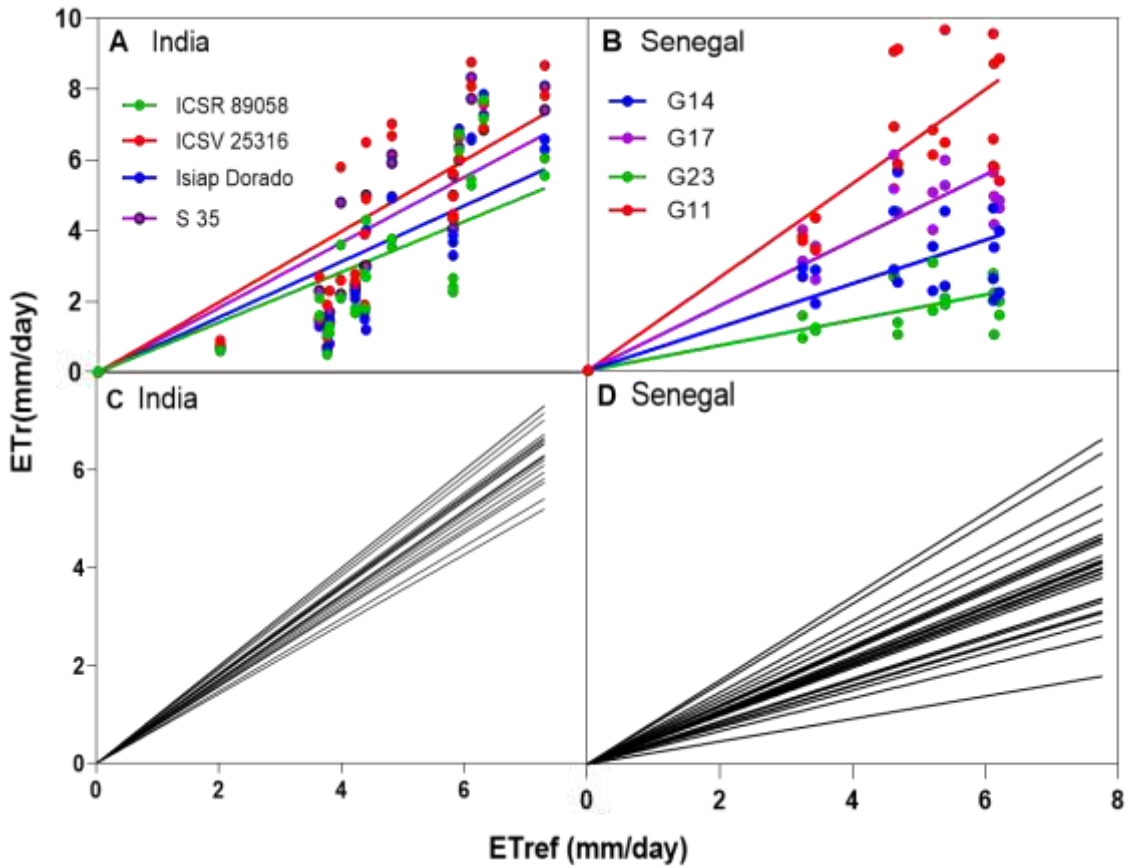 A India
ICSR 89058
ICSV 25316
Isiap Dorado
S 35
B Senegal
G14
G17
G23
G11
10
8
6
4
2
0
C India
D Senegal
6
4
2
0
0 2 4 6
0 2 4 6 8
ETr(mm/day)
ETref (mm/day)